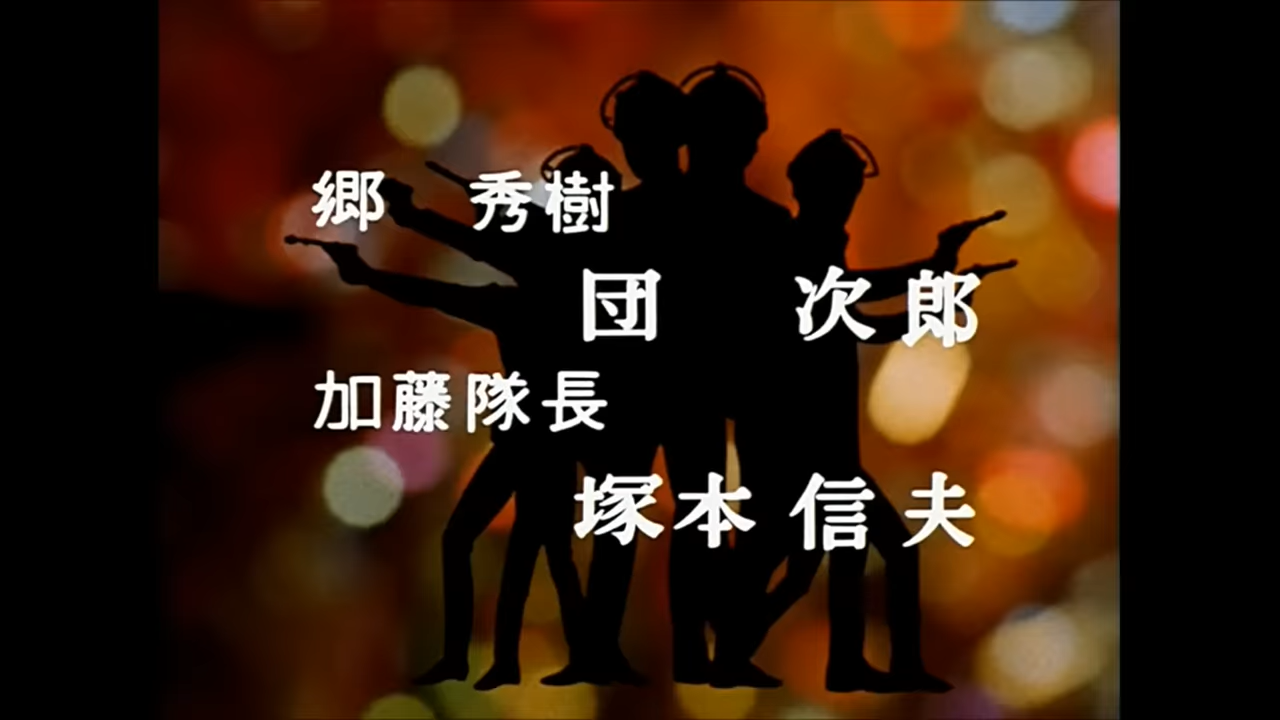 郷　秀樹
団　次郎
加藤隊長
塚本信夫